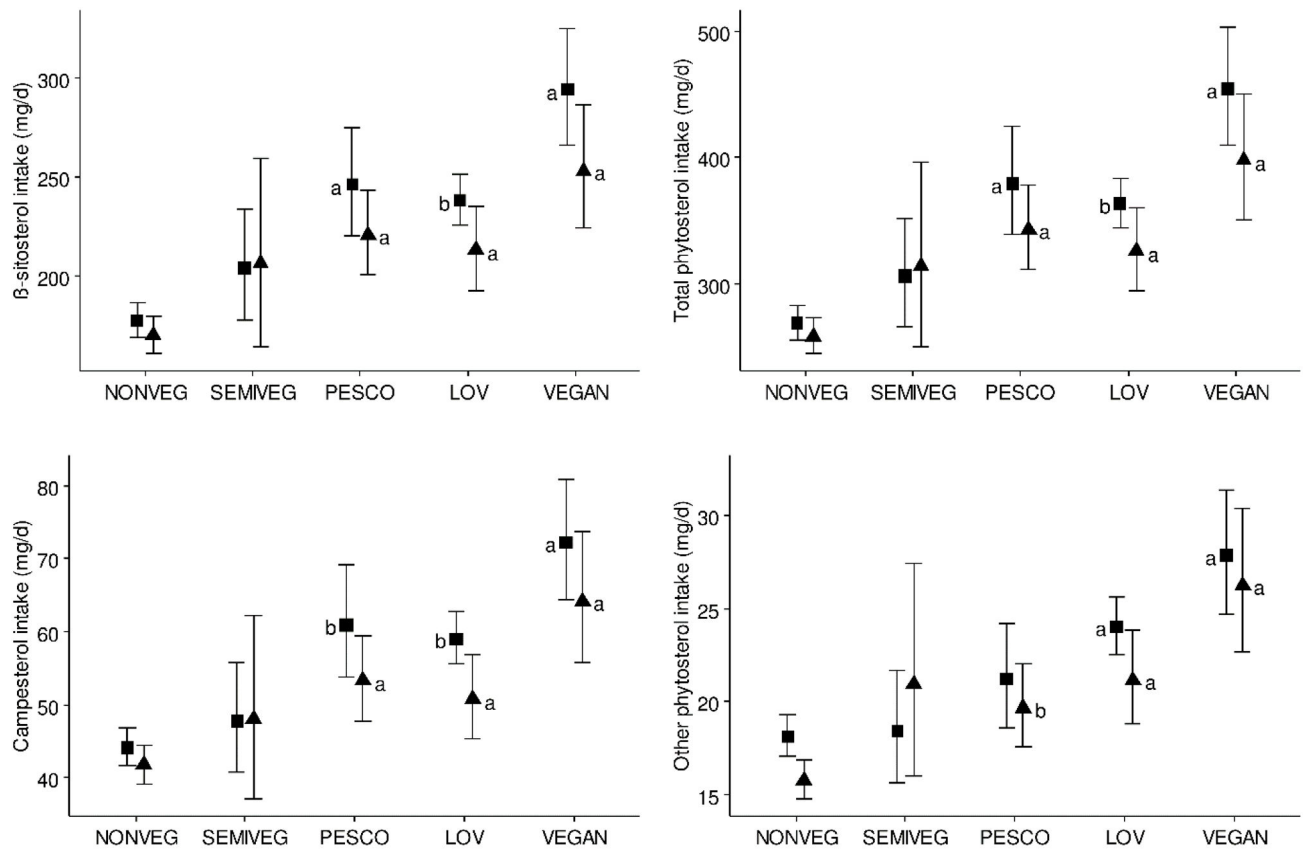 ß-sitosterol intake (mg/d)
300
250
200
a
b
a
a
a
a
NONVEG SEMIVEG PESCO LOV VEGAN
Total phytosterol intake (mg/d)
500
400
300
a
a
b
a
a
a
NONVEG SEMIVEG PESCO LOV VEGAN
Campesterol intake (mg/d)
80
70
60
50
40
a
b
b
a
a
a
NONVEG SEMIVEG PESCO LOV VEGAN
Other phytosterol intake (mg/d)
30
25
20
15
a
a
a
a
b
NONVEG SEMIVEG PESCO LOV VEGAN